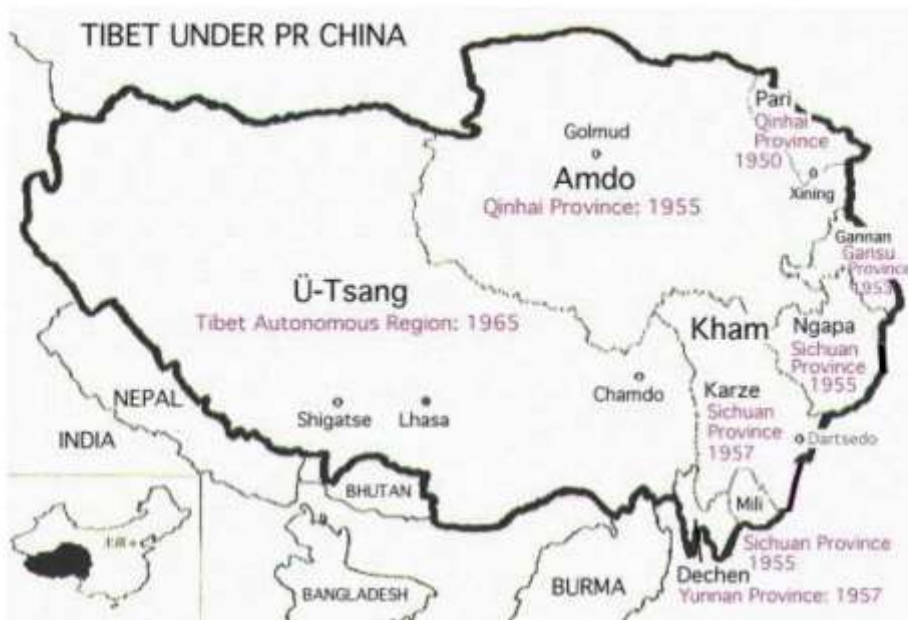 TIBET UNDER PR CHINA
Pari
Qinhai
Province
1950
Golmud
Xining
Amdo
Qinhai Province: 1955
Gannan
Gansu
Province
1953
Ü-Tsang
Tibet Autonomous Region: 1965
Kham
Ngapa
Sichuan
Province
1955
Chamdo
Karze
Sichuan
Province
1957
NEPAL
Shigatse
Lhasa
INDIA
Dartsedo
BHUTAN
Mili
Sichuan Province
1955
BANGLADESH
BURMA
Dechen
Yunnan Province: 1957